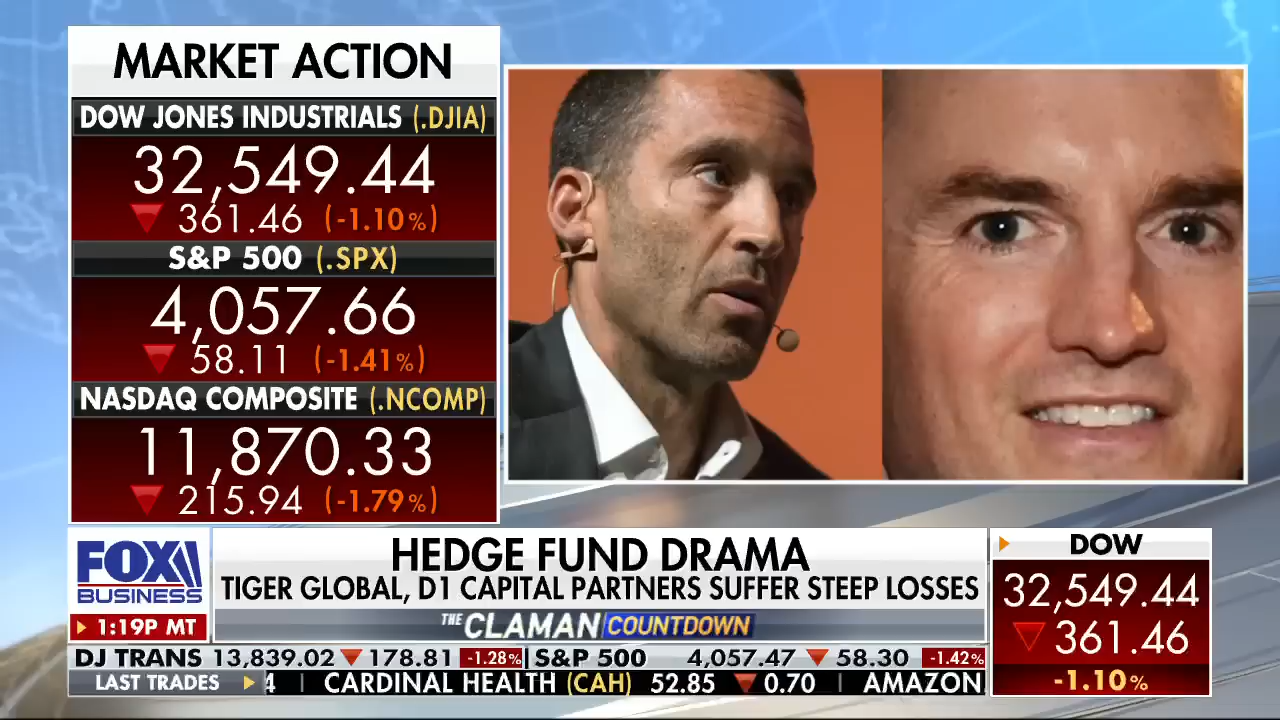 MARKET ACTION
DOW JONES INDUSTRIALS (.DJIA)
32,549.44
361.46 (-1.10%)
S&P 500 (.SPX)
4,057.66
58.11 (-1.41%)
NASDAQ COMPOSITE (.NCOMP)
11,870.33
215.94 (-1.79%)
FOX
BUSINESS
1:19P MT
HEDGE FUND DRAMA
TIGER GLOBAL, D1 CAPITAL PARTNERS SUFFER STEEP LOSSES
THE CLAMAN COUNTDOWN
DOW
32,549.44
361.46
-1.10%
DJ TRANS 13,839.02 178.81 -1.28% S&P 500 4,057.47 58.30 -1.42%
LAST TRADES 4 | CARDINAL HEALTH (CAH) 52.85 0.70 | AMAZON